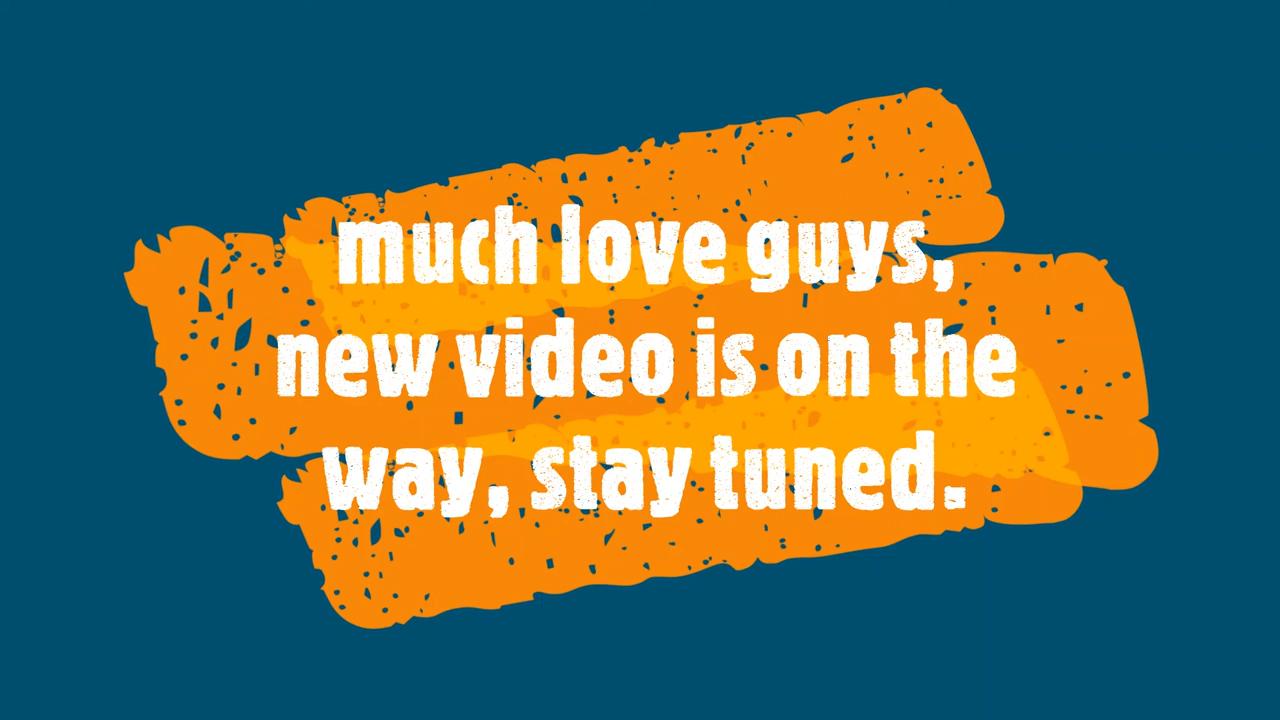 much love guys,
new video is on the
way, stay tuned.